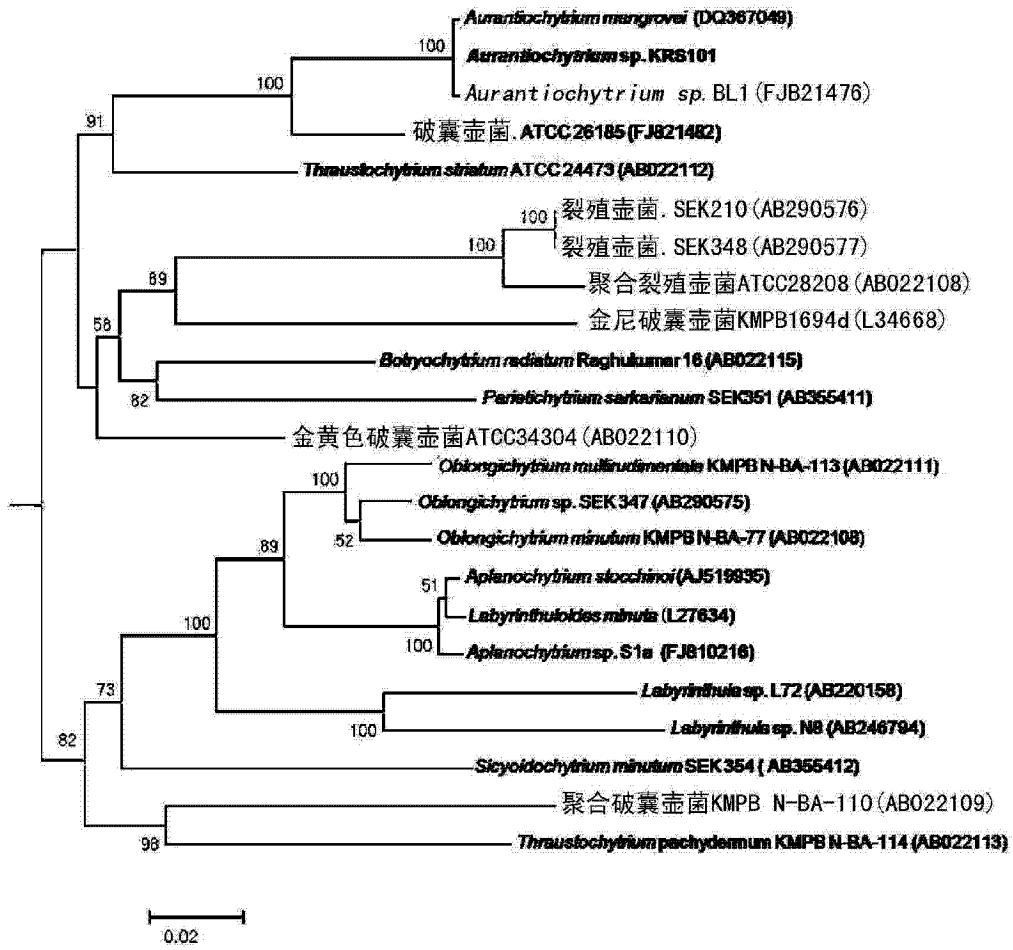 Aurantiochytrium mangrovei (DQ367049)
100
Aurantiochytrium sp. KRS101
100
Aurantiochytrium sp. BL1 (FJB21476)
91
破囊壶菌. ATCC 26185 (FJ821482)
Thraustochytrium striatum ATCC 24473 (AB022112)
100
裂殖壶菌. SEK210 (AB290576)
100
裂殖壶菌. SEK348 (AB290577)
89
聚合裂殖壶菌ATCC28208 (AB022108)
58
金尼破囊壶菌KMPB1694d (L34668)
Botryochytrium radiatum Raghukumar 16 (AB022115)
82
Parietichytrium sarkarianum SEK351 (AB355411)
金黄色破囊壶菌ATCC34304 (AB022110)
100
Oblongichytrium multirudimentale KMPB N-BA-113 (AB022111)
Oblongichytrium sp. SEK 347 (AB290575)
89
52
Oblongichytrium minutum KMPB N-BA-77 (AB022108)
51
Aplanochytrium stocchinoi (AJ519935)
100
Labyrinthuloides minuta (L27634)
100
Aplanochytrium sp. S1a (FJ810216)
73
Labyrinthula sp. L72 (AB220158)
100
Labyrinthula sp. N8 (AB246794)
82
Sicyoidochytrium minutum SEK 354 ( AB355412)
聚合破囊壶菌KMPB N-BA-110 (AB022109)
98
Thraustochytrium pachydermum KMPB N-BA-114 (AB022113)
0.02